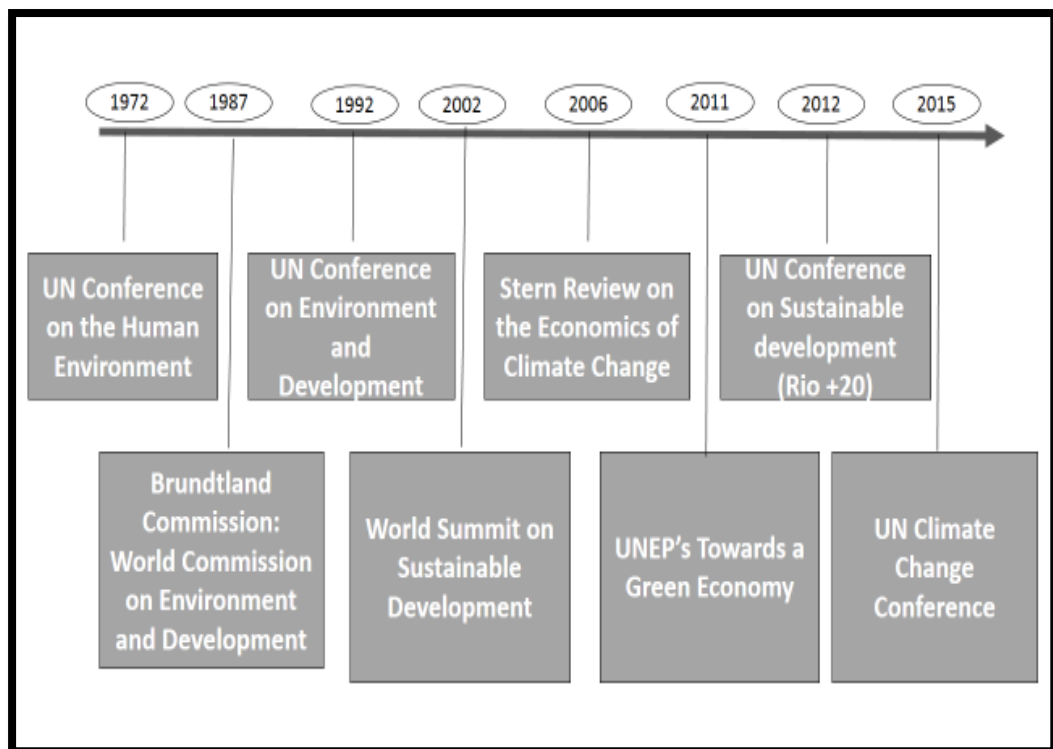 1972
1987
1992
2002
2006
2011
2012
2015
UN Conference
on the Human
Environment
UN Conference
on Environment
and
Development
Stern Review on
the Economics of
Climate Change
UN Conference
on Sustainable
development
(Rio +20)
Brundtland
Commission:
World Commission
on Environment
and Development
World Summit on
Sustainable
Development
UNEP’s Towards a
Green Economy
UN Climate
Change
Conference